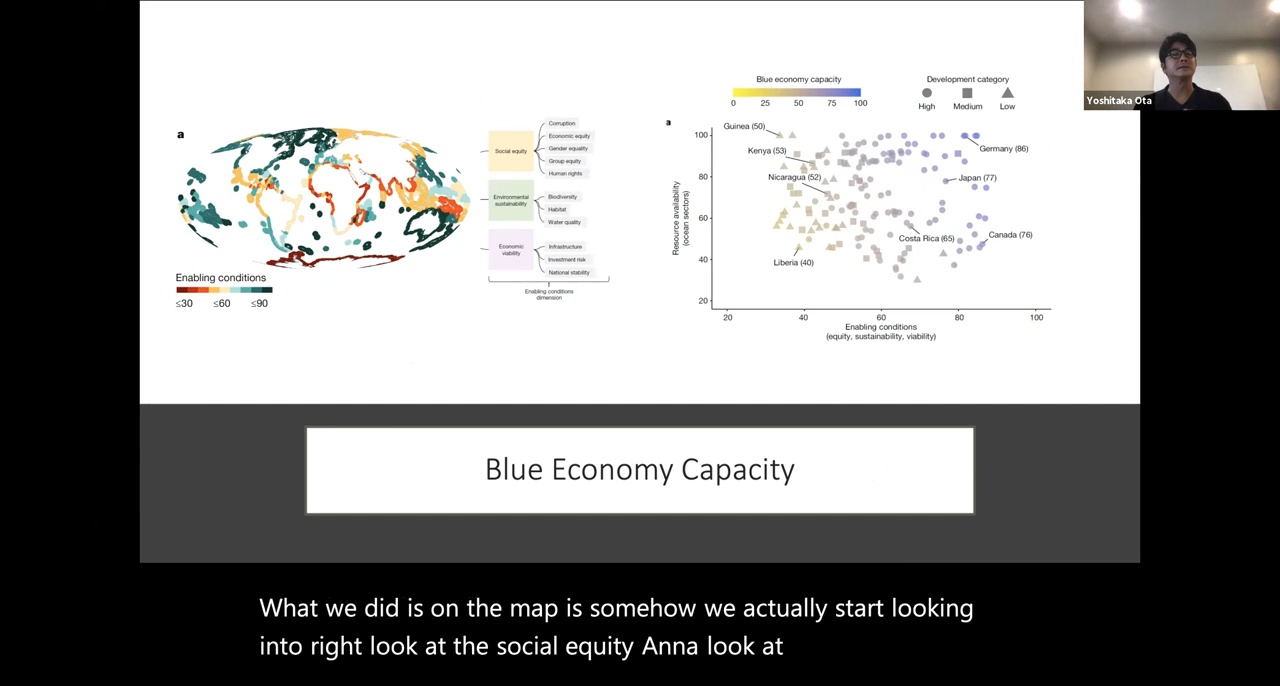 Yoshitaka Ota
a
Enabling conditions
≤30 ≤60 ≤90
Social equity
Corruption
Economic equity
Gender equality
Group equity
Human rights
Environmental
sustainability
Biodiversity
Habitat
Water quality
Economic
viability
Infrastructure
Investment risk
National stability
Enabling conditions
dimension
Blue economy capacity
0 25 50 75 100
Development category
High Medium Low
a
Resource availability
(ocean sectors)
100
80
60
40
20
Guinea (50)
Kenya (53)
Nicaragua (52)
Liberia (40)
Germany (86)
Japan (77)
Costa Rica (65)
Canada (76)
20 40 60 80 100
Enabling conditions
(equity, sustainability, viability)
Blue Economy Capacity
What we did is on the map is somehow we actually start looking
into right look at the social equity Anna look at